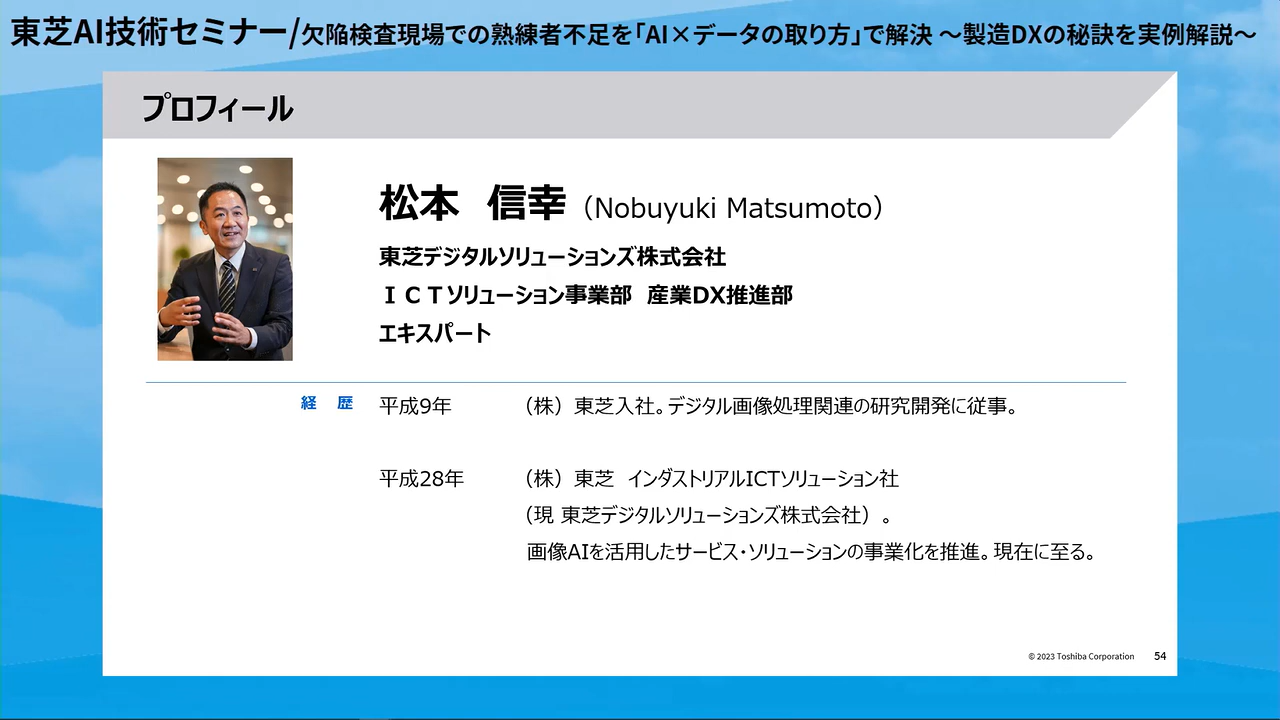 東芝AI技術セミナー/欠陥検査現場での熟練者不足を「AI×データの取り方」で解決 ～製造DXの秘訣を実例解説～
プロフィール
松本　信幸（Nobuyuki Matsumoto）
東芝デジタルソリューションズ株式会社
ＩＣＴソリューション事業部　産業DX推進部
エキスパート
経　歴　平成9年　（株）東芝入社。デジタル画像処理関連の研究開発に従事。
平成28年　（株）東芝　インダストリアルICTソリューション社
（現 東芝デジタルソリューションズ株式会社）。
画像AIを活用したサービス・ソリューションの事業化を推進。現在に至る。
© 2023 Toshiba Corporation　54